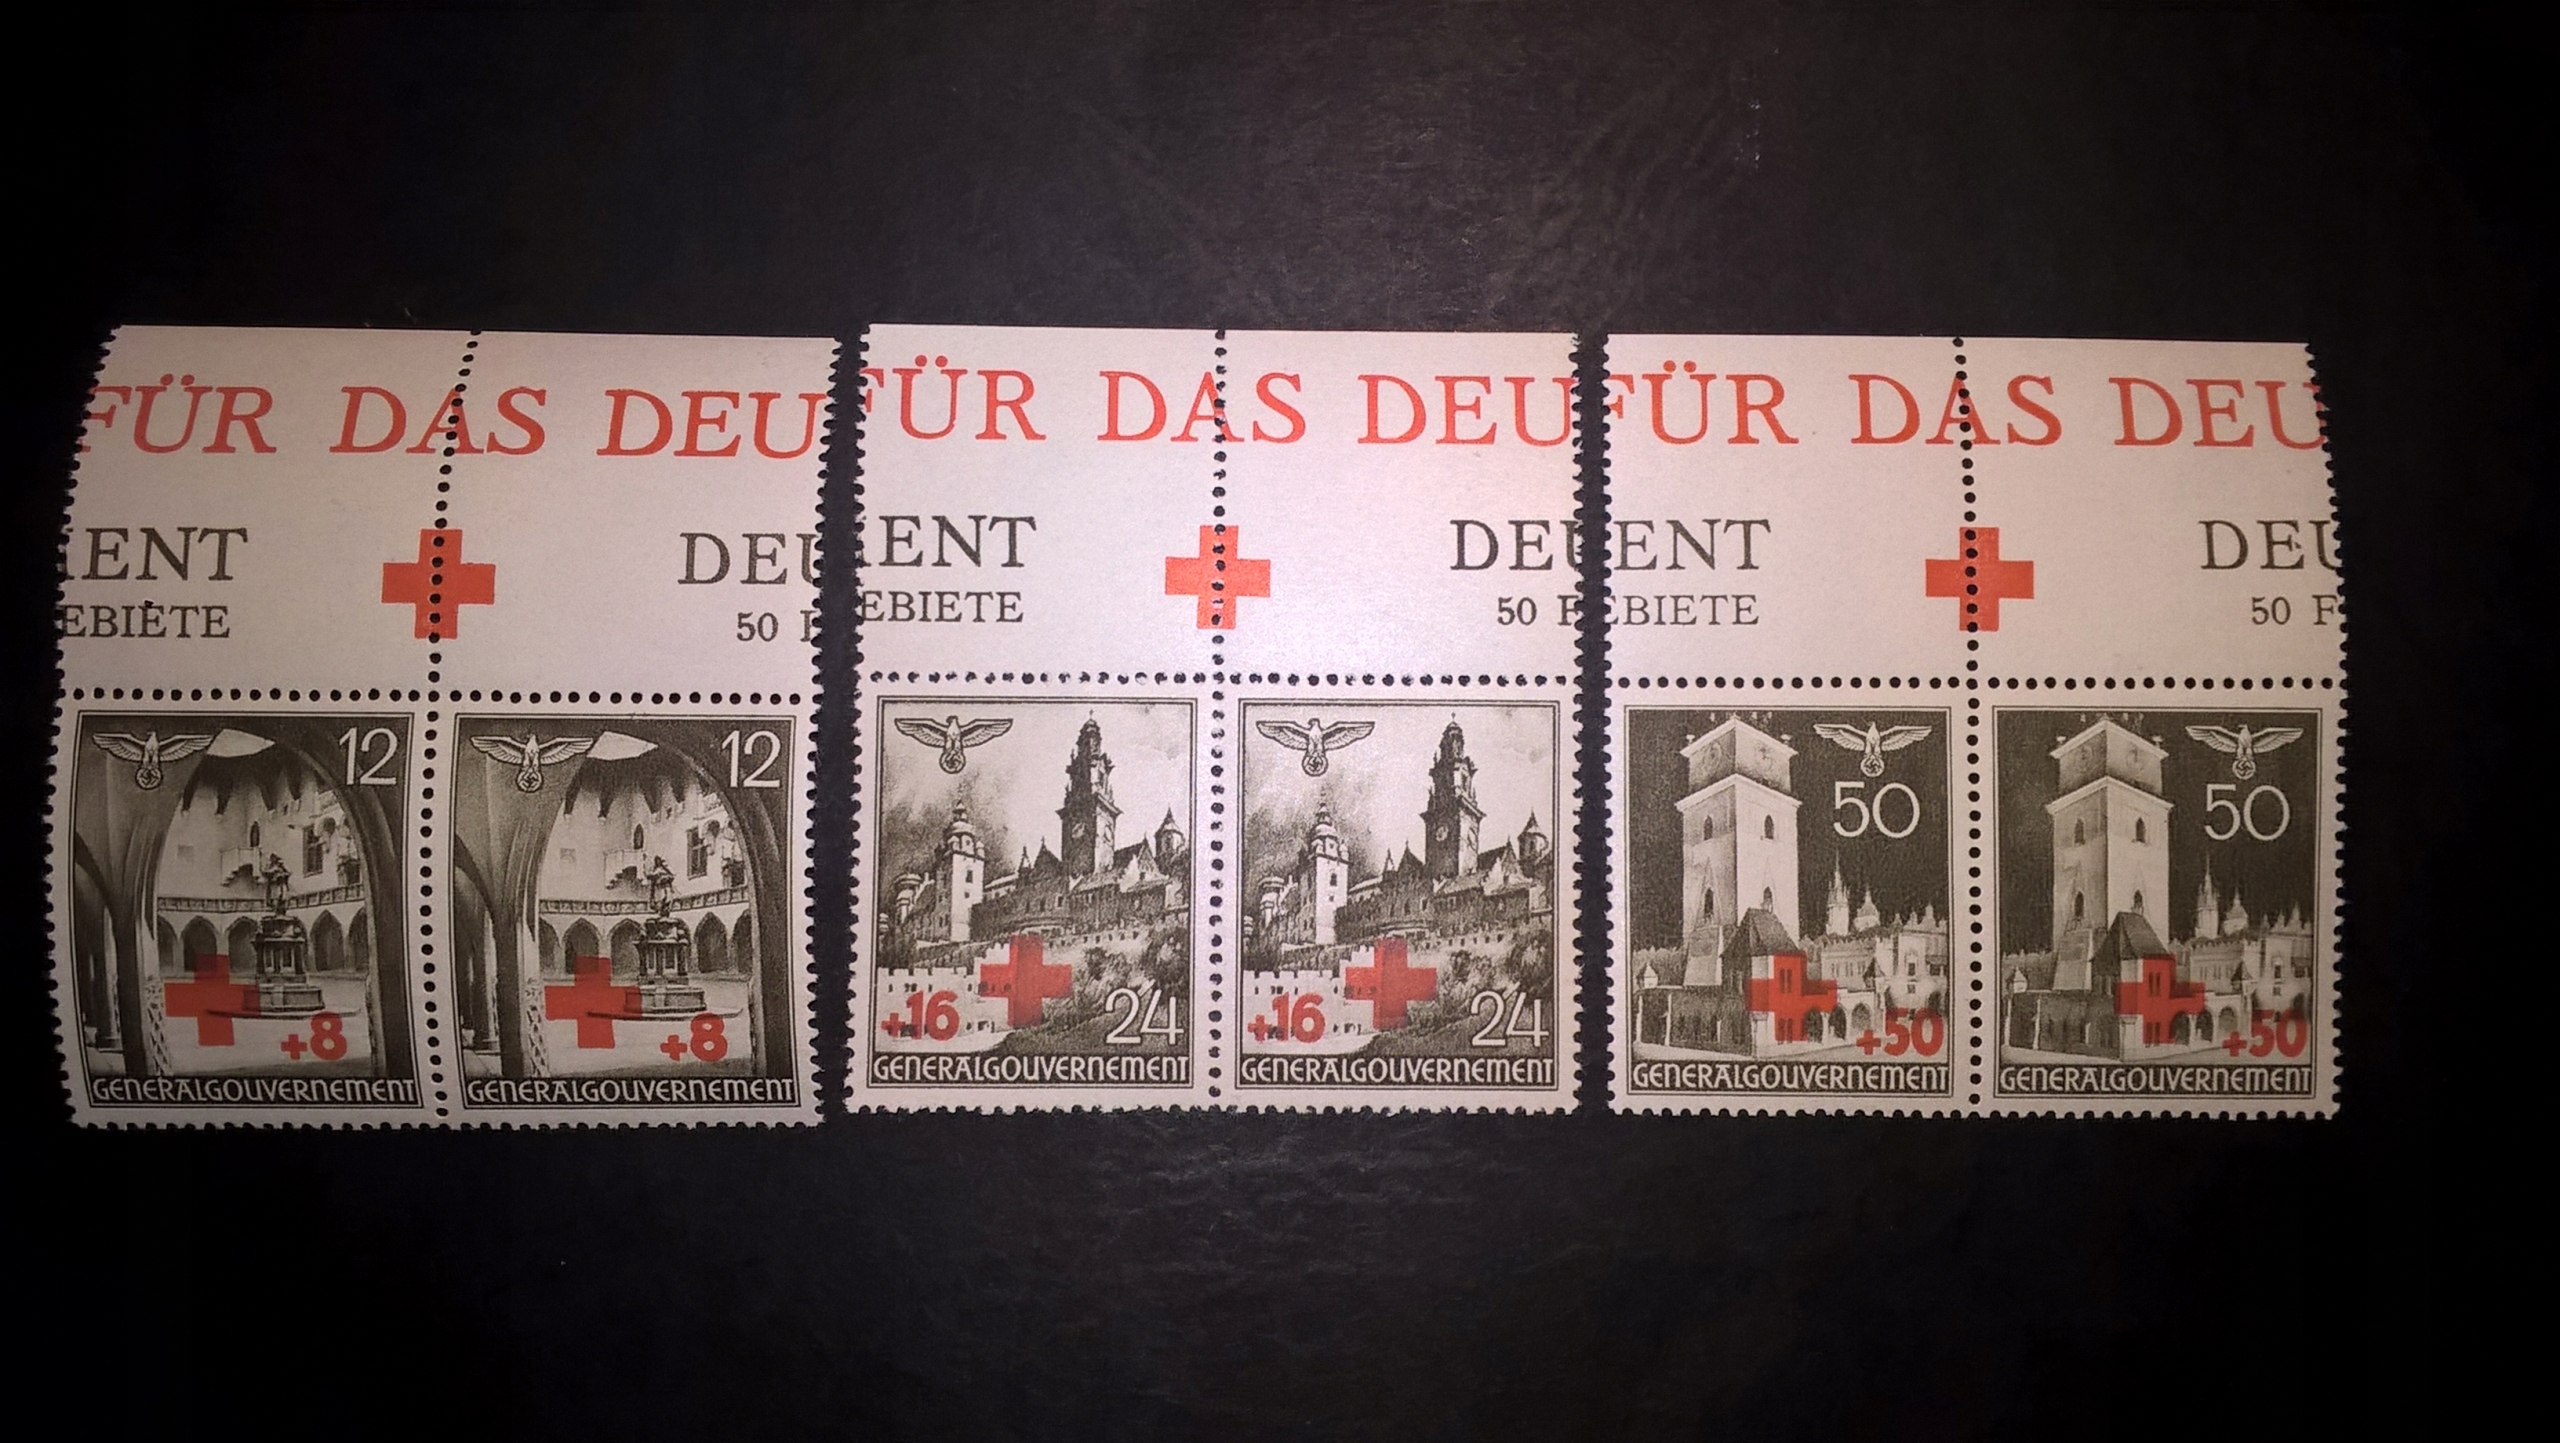 FÜR DAS DEU
ENT DEU
EBIETE 50 F
12 12
+8 +8
GENERALGOUVERNEMENT GENERALGOUVERNEMENT
FÜR DAS DEU
ENT DEU
EBIETE 50 F
+16 24 +16 24
GENERALGOUVERNEMENT GENERALGOUVERNEMENT
FÜR DAS DEU
ENT DEU
EBIETE 50 F
50 50
+50 +50
GENERALGOUVERNEMENT GENERALGOUVERNEMENT